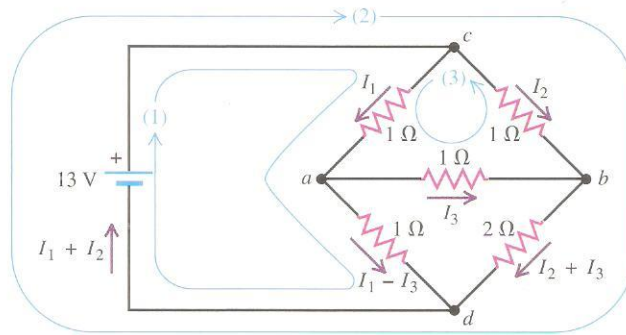 (2)
c
I₁
(3)
I₂
(1)
1 Ω
1 Ω
+
1 Ω
13 V
a
b
I₃
1 Ω
2 Ω
I₁ + I₂
I₁ – I₃
I₂ + I₃
d